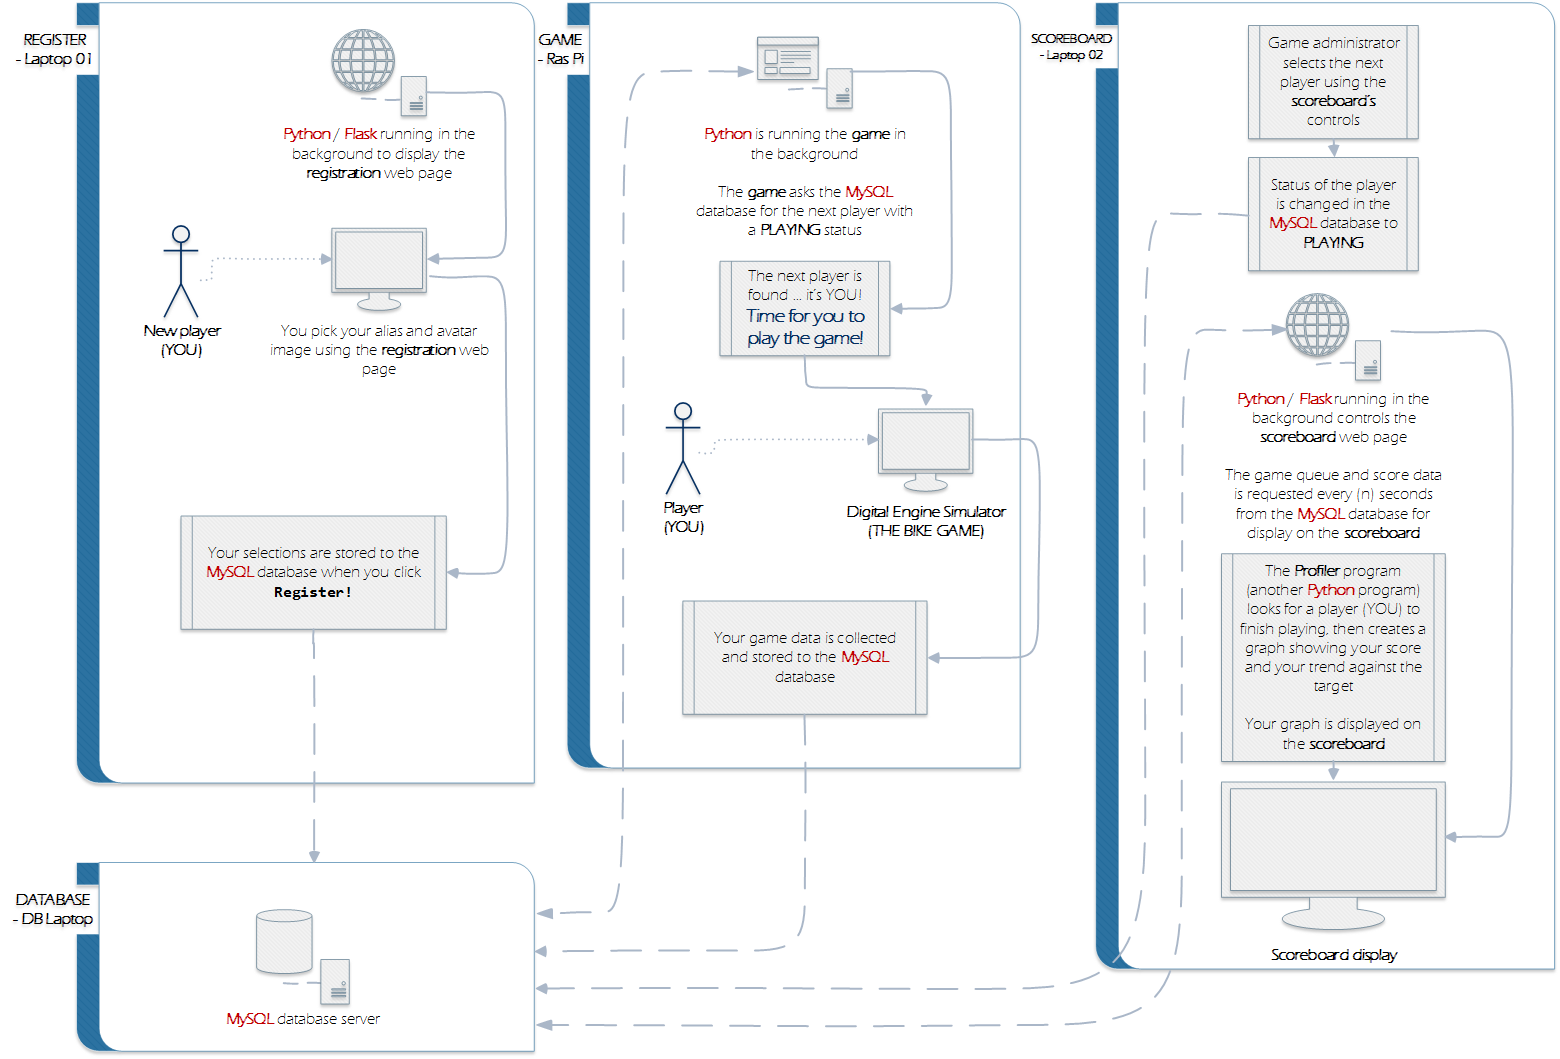 REGISTER
- Laptop 01
Python / Flask running in the
background to display the
registration web page
New player
(YOU)
You pick your alias and avatar
image using the registration web
page
Your selections are stored to the
MySQL database when you click
Register!
GAME
- Ras Pi
Python is running the game in
the background
The game asks the MySQL
database for the next player with
a PLAYING status
The next player is
found ... it's YOU!
Time for you to
play the game!
Player
(YOU)
Digital Engine Simulator
(THE BIKE GAME)
Your game data is collected
and stored to the MySQL
database
SCOREBOARD
- Laptop 02
Game administrator
selects the next
player using the
scoreboard's
controls
Status of the player
is changed in the
MySQL database to
PLAYING
Python / Flask running in the
background controls the
scoreboard web page
The game queue and score data
is requested every (n) seconds
from the MySQL database for
display on the scoreboard
The Profiler program
(another Python program)
looks for a player (YOU) to
finish playing, then creates a
graph showing your score
and your trend against the
target
Your graph is displayed on
the scoreboard
Scoreboard display
DATABASE
- DB Laptop
MySQL database server